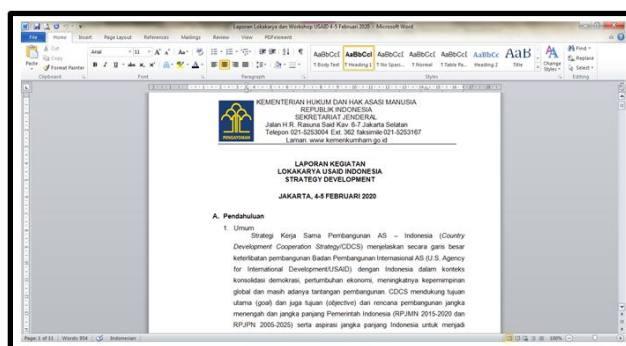 Laporan Lokakarya dan Workshop USAID 4-5 Februari 2020 - Microsoft Word
File Home Insert Page Layout References Mailings Review View PDFelement
Paste Cut Copy Format Painter
Arial 11
AaBbCcI AaBbCcI AaBbCcI AaBbCcI AaBbCcI AaBbCc AaB
1 Body Text 1 Heading 1 1 No Spaci... 1 Normal 1 Table Pa... Heading 2 Title
Change Styles
Find Replace Select
Clipboard Font Paragraph Styles Editing
PENGAYOMAN
KEMENTERIAN HUKUM DAN HAK ASASI MANUSIA
REPUBLIK INDONESIA
SEKRETARIAT JENDERAL
Jalan H.R. Rasuna Said Kav. 6-7 Jakarta Selatan
Telepon 021-5253004 Ext. 362 faksimile 021-5253167
Laman: www.kemenkumham.go.id
LAPORAN KEGIATAN
LOKAKARYA USAID INDONESIA
STRATEGY DEVELOPMENT
JAKARTA, 4-5 FEBRUARI 2020
A. Pendahuluan
1. Umum
Strategi Kerja Sama Pembangunan AS – Indonesia (Country
Development Cooperation Strategy/CDCS) menjelaskan secara garis besar
keterlibatan pembangunan Badan Pembangunan Internasional AS (U.S. Agency
for International Development/USAID) dengan Indonesia dalam konteks
konsolidasi demokrasi, pertumbuhan ekonomi, meningkatnya kepemimpinan
global dan masih adanya tantangan pembangunan. CDCS mendukung tujuan
utama (goal) dan juga tujuan (objective) dari rencana pembangunan jangka
menengah dan jangka panjang Pemerintah Indonesia (RPJMN 2015-2020 dan
RPJPN 2005-2025) serta aspirasi jangka panjang Indonesia untuk menjadi
Page: 1 of 11 Words: 904 Indonesian 100%